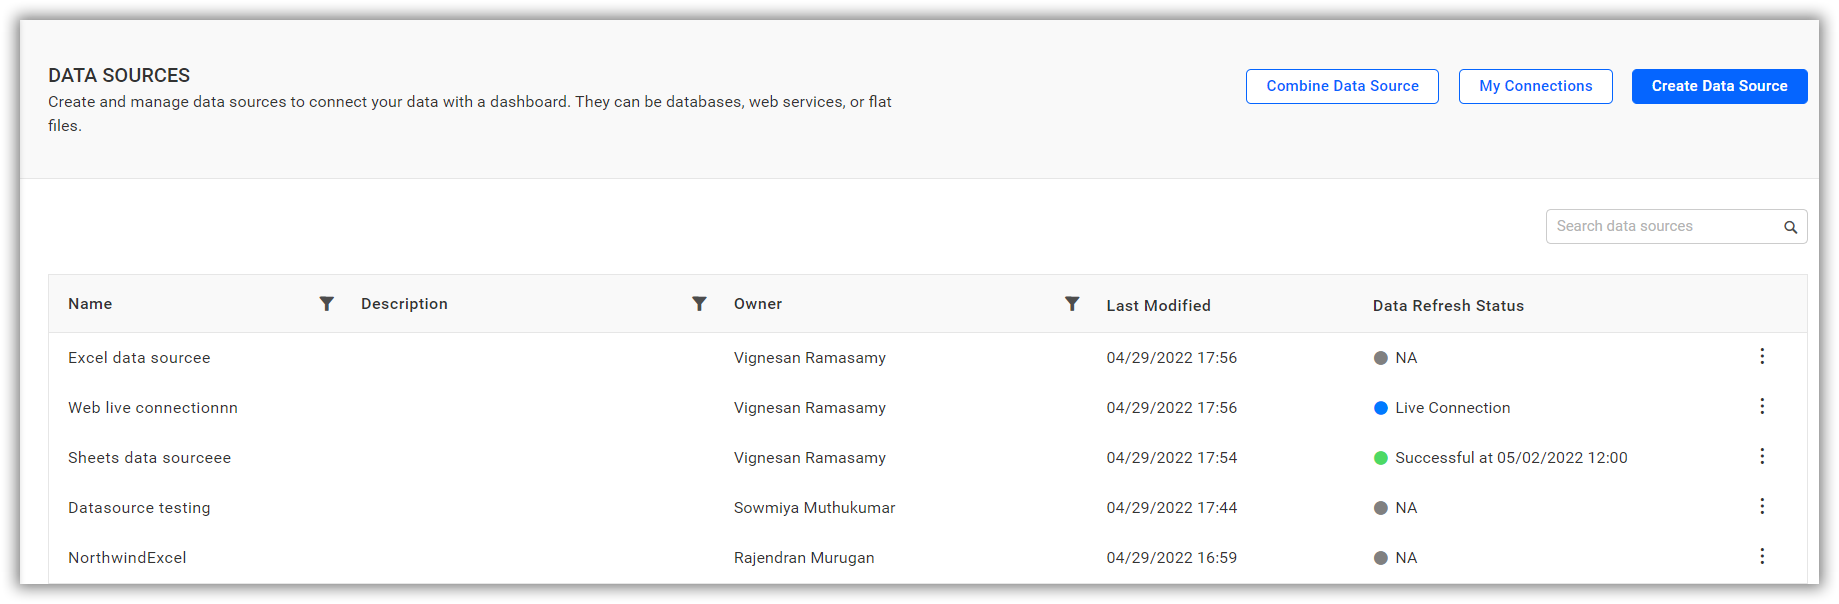 DATA SOURCES
Create and manage data sources to connect your data with a dashboard. They can be databases, web services, or flat
files.
Combine Data Source
My Connections
Create Data Source
Search data sources
Name Description Owner Last Modified Data Refresh Status
Excel data sourcee Vignesan Ramasamy 04/29/2022 17:56 NA
Web live connectionnn Vignesan Ramasamy 04/29/2022 17:56 Live Connection
Sheets data sourceee Vignesan Ramasamy 04/29/2022 17:54 Successful at 05/02/2022 12:00
Datasource testing Sowmiya Muthukumar 04/29/2022 17:44 NA
NorthwindExcel Rajendran Murugan 04/29/2022 16:59 NA